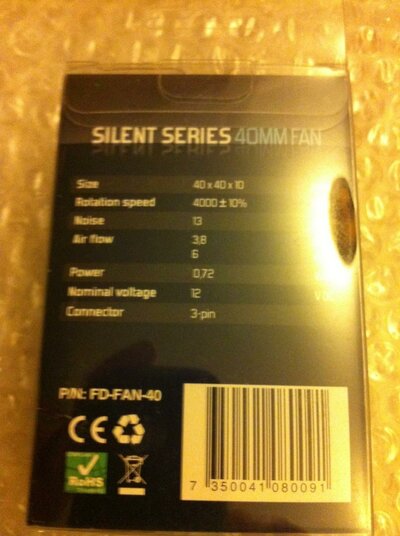 SILENT SERIES 40MM FAN
Size 40 x 40 x 10
Rotation speed 4000 ± 10%
Noise 13
Air flow 3,8
6
Power 0,72
Nominal voltage 12
Connector 3-pin
P/N: FD-FAN-40
CE
RoHS
7 350041 080091